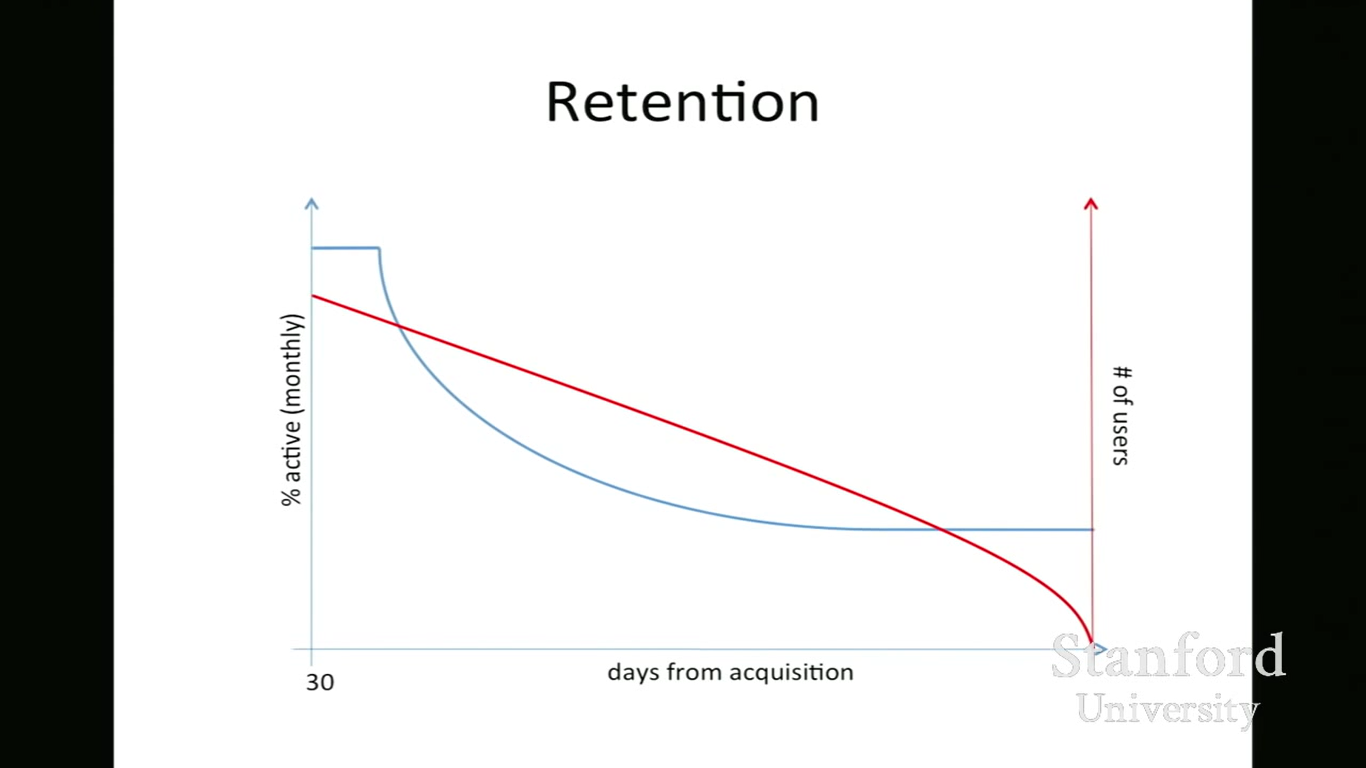 Retention
% active (monthly)
# of users
30
days from acquisition
Stanford
University